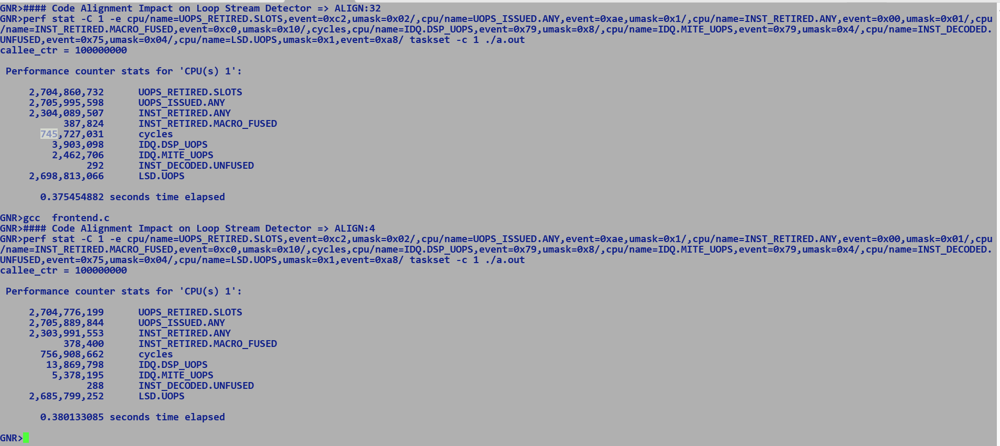 GNR>#### Code Alignment Impact on Loop Stream Detector => ALIGN:32
GNR>perf stat -C 1 -e cpu/name=UOPS_RETIRED.SLOTS,event=0xc2,umask=0x02/,cpu/name=UOPS_ISSUED.ANY,event=0xae,umask=0x1/,cpu/name=INST_RETIRED.ANY,event=0x00,umask=0x01/,cpu
/name=INST_RETIRED.MACRO_FUSED,event=0xc0,umask=0x10/,cycles,cpu/name=IDQ.DSP_UOPS,event=0x79,umask=0x8/,cpu/name=IDQ.MITE_UOPS,event=0x79,umask=0x4/,cpu/name=INST_DECODED.
UNFUSED,event=0x75,umask=0x04/,cpu/name=LSD.UOPS,umask=0x1,event=0xa8/ taskset -c 1 ./a.out
callee_ctr = 100000000
Performance counter stats for 'CPU(s) 1':
2,704,860,732 UOPS_RETIRED.SLOTS
2,705,995,598 UOPS_ISSUED.ANY
2,304,089,507 INST_RETIRED.ANY
387,824 INST_RETIRED.MACRO_FUSED
745,727,031 cycles
3,903,098 IDQ.DSP_UOPS
2,462,706 IDQ.MITE_UOPS
292 INST_DECODED.UNFUSED
2,698,813,066 LSD.UOPS
0.375454882 seconds time elapsed
GNR>gcc  frontend.c
GNR>#### Code Alignment Impact on Loop Stream Detector => ALIGN:4
GNR>perf stat -C 1 -e cpu/name=UOPS_RETIRED.SLOTS,event=0xc2,umask=0x02/,cpu/name=UOPS_ISSUED.ANY,event=0xae,umask=0x1/,cpu/name=INST_RETIRED.ANY,event=0x00,umask=0x01/,cpu
/name=INST_RETIRED.MACRO_FUSED,event=0xc0,umask=0x10/,cycles,cpu/name=IDQ.DSP_UOPS,event=0x79,umask=0x8/,cpu/name=IDQ.MITE_UOPS,event=0x79,umask=0x4/,cpu/name=INST_DECODED.
UNFUSED,event=0x75,umask=0x04/,cpu/name=LSD.UOPS,umask=0x1,event=0xa8/ taskset -c 1 ./a.out
callee_ctr = 100000000
Performance counter stats for 'CPU(s) 1':
2,704,776,199 UOPS_RETIRED.SLOTS
2,705,889,844 UOPS_ISSUED.ANY
2,303,991,553 INST_RETIRED.ANY
378,400 INST_RETIRED.MACRO_FUSED
756,908,662 cycles
13,869,798 IDQ.DSP_UOPS
5,378,195 IDQ.MITE_UOPS
288 INST_DECODED.UNFUSED
2,685,799,252 LSD.UOPS
0.380133085 seconds time elapsed
GNR>